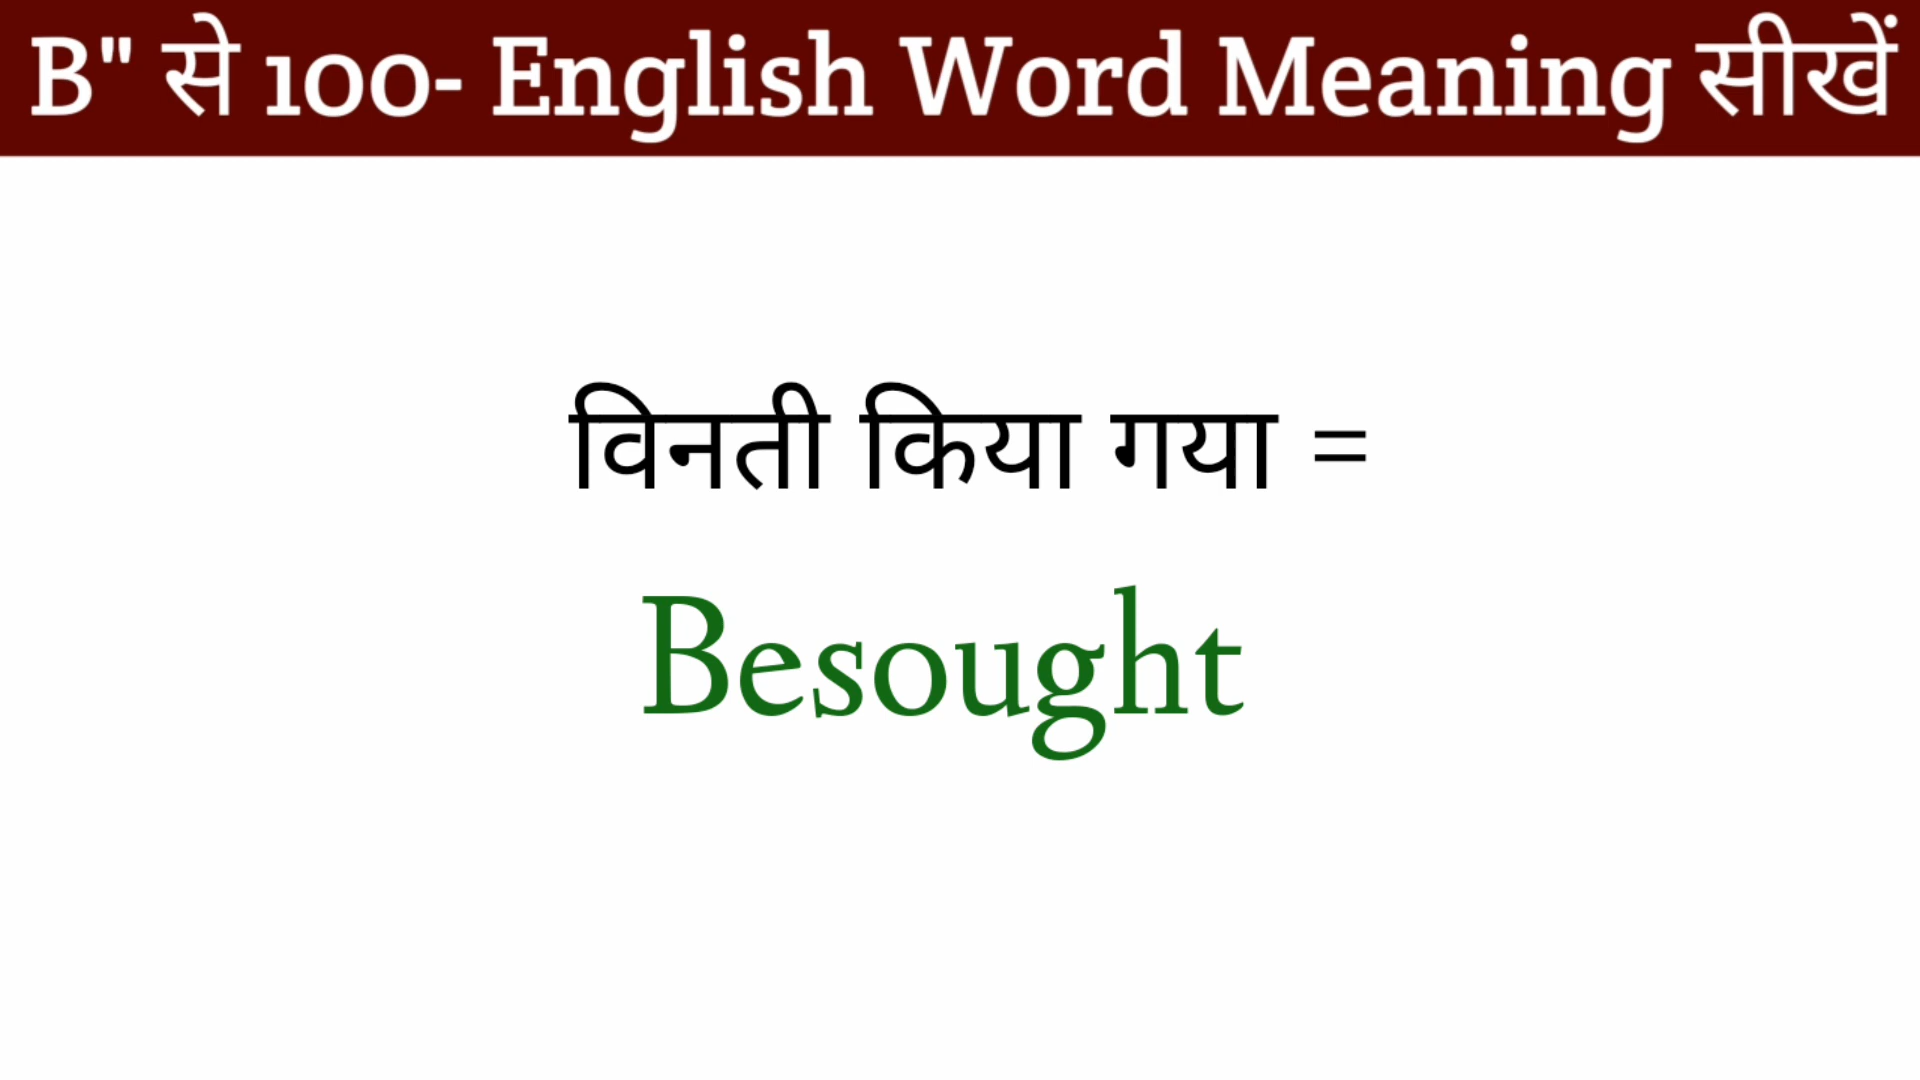 B" से 100- English Word Meaning सीखें
विनती किया गया =
Besought